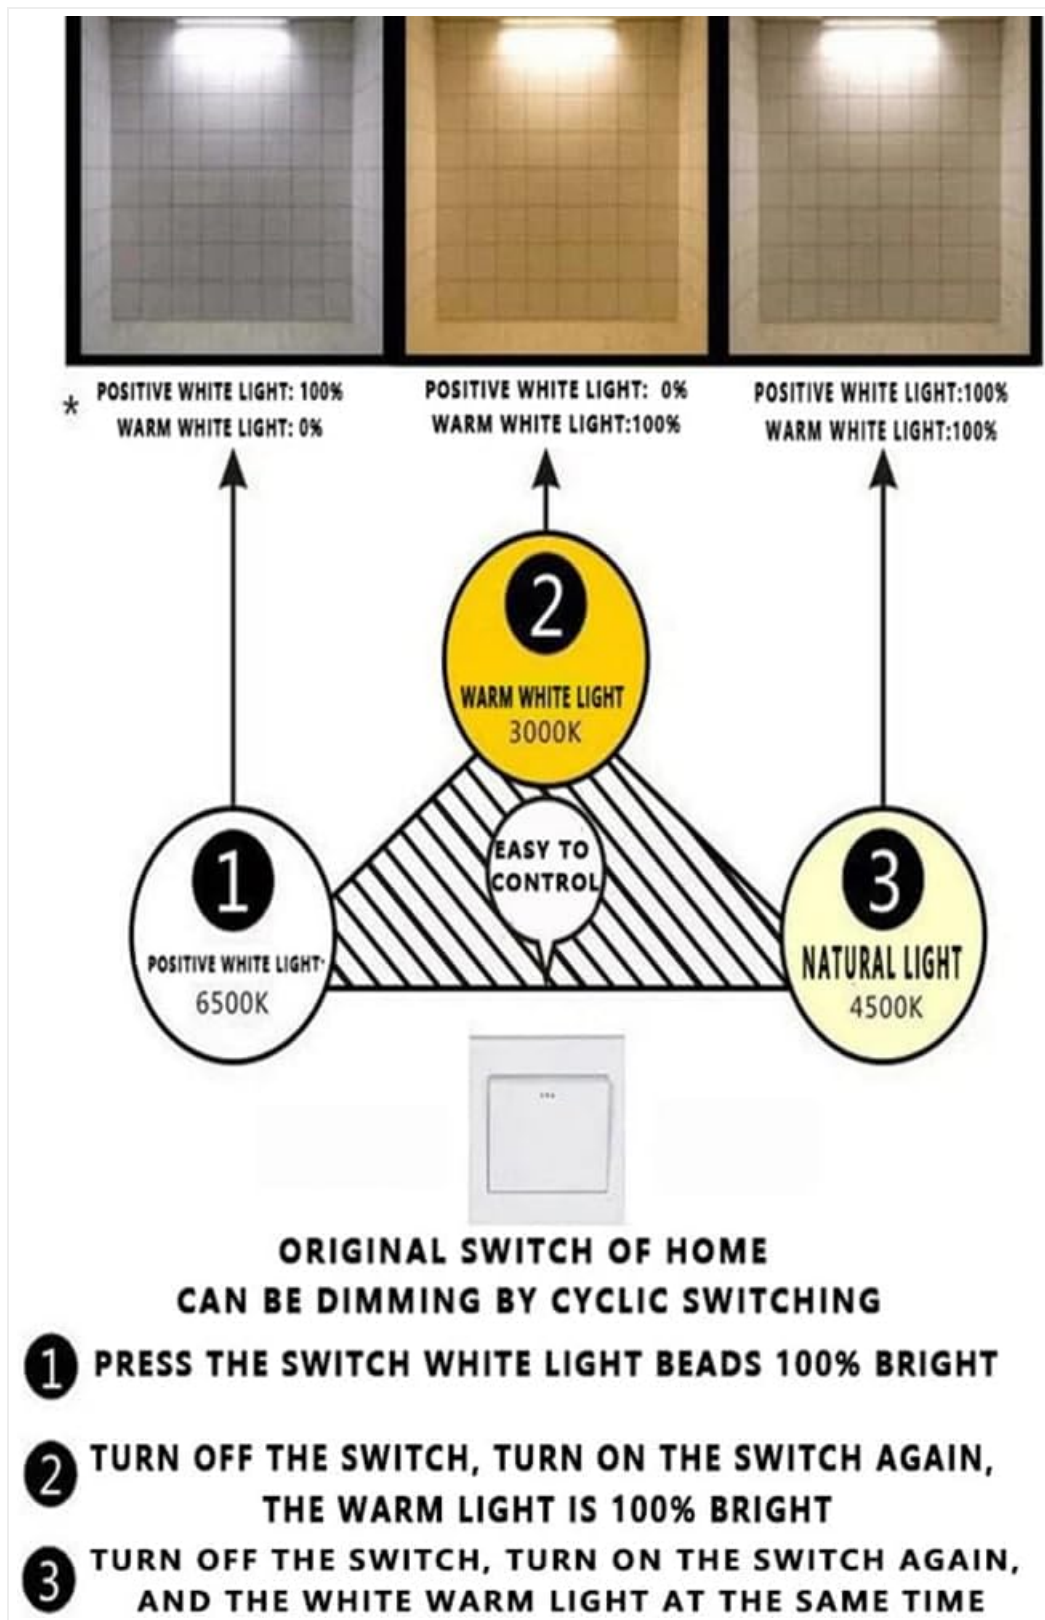 POSITIVE WHITE LIGHT: 100%
WARM WHITE LIGHT: 0%
POSITIVE WHITE LIGHT: 0%
WARM WHITE LIGHT:100%
POSITIVE WHITE LIGHT:100%
WARM WHITE LIGHT:100%
*
2
WARM WHITE LIGHT
3000K
EASY TO
CONTROL
1
POSITIVE WHITE LIGHT
6500K
3
NATURAL LIGHT
4500K
ORIGINAL SWITCH OF HOME
CAN BE DIMMING BY CYCLIC SWITCHING
1 PRESS THE SWITCH WHITE LIGHT BEADS 100% BRIGHT
2 TURN OFF THE SWITCH, TURN ON THE SWITCH AGAIN,
THE WARM LIGHT IS 100% BRIGHT
3 TURN OFF THE SWITCH, TURN ON THE SWITCH AGAIN,
AND THE WHITE WARM LIGHT AT THE SAME TIME